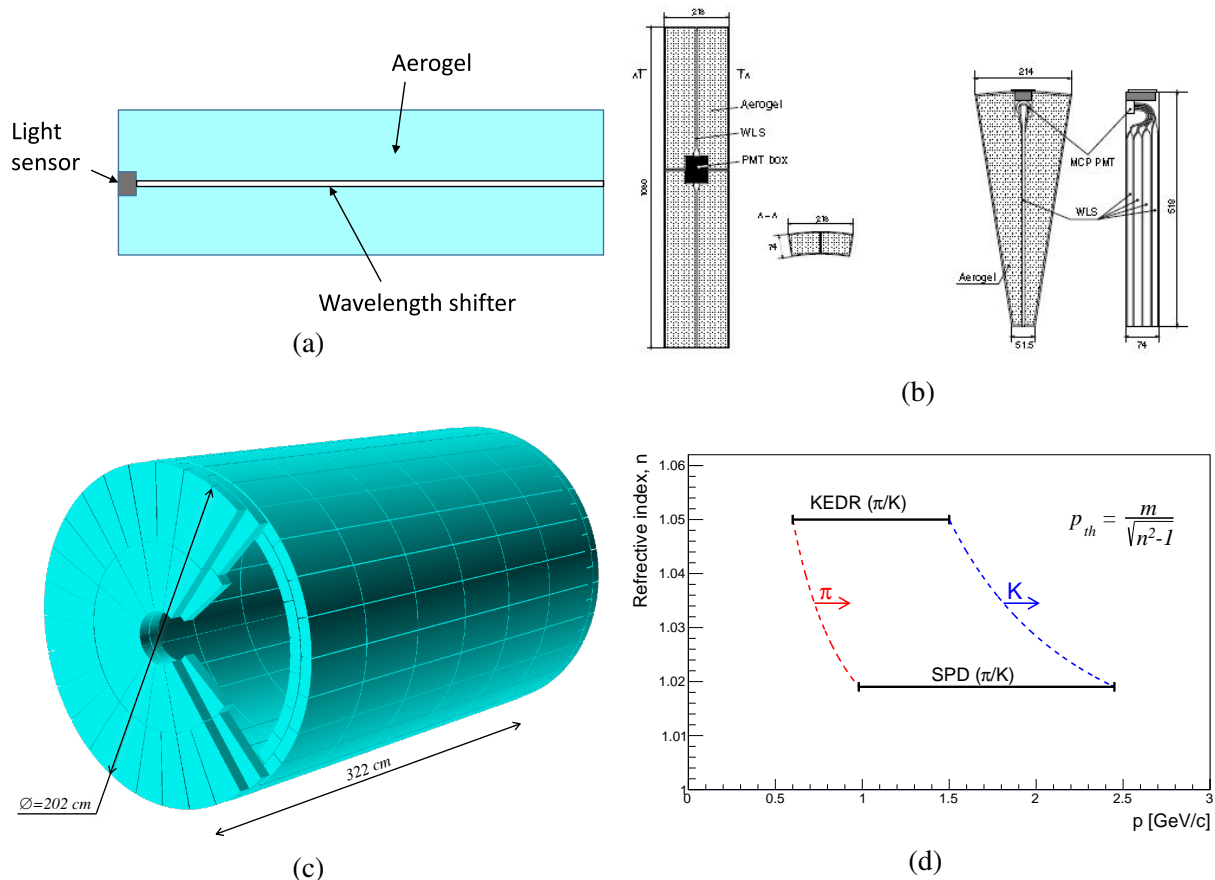 Aerogel
Light
sensor
Wavelength shifter
(a)
218
Aerogel
WLS
PMT box
1080
A-A
218
74
214
MCP PMT
WLS
Aerogel
519
51.5
74
(b)
Ø=202 cm
322 cm
(c)
Refrective index, n
1.06
1.05
1.04
1.03
1.02
1.01
1
KEDR (π/K)
p th = m / √n²-1
π
K
SPD (π/K)
0
0.5
1
1.5
2
2.5
3
p [GeV/c]
(d)